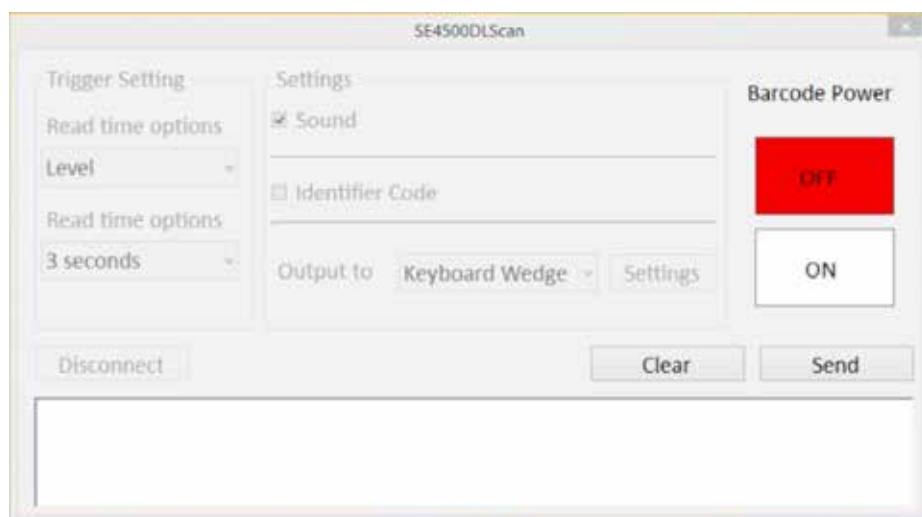 SE4500DLScan
Trigger Setting
Read time options
Level
Read time options
3 seconds
Settings
Sound
Identifier Code
Output to Keyboard Wedge Settings
Barcode Power
OFF
ON
Disconnect Clear Send